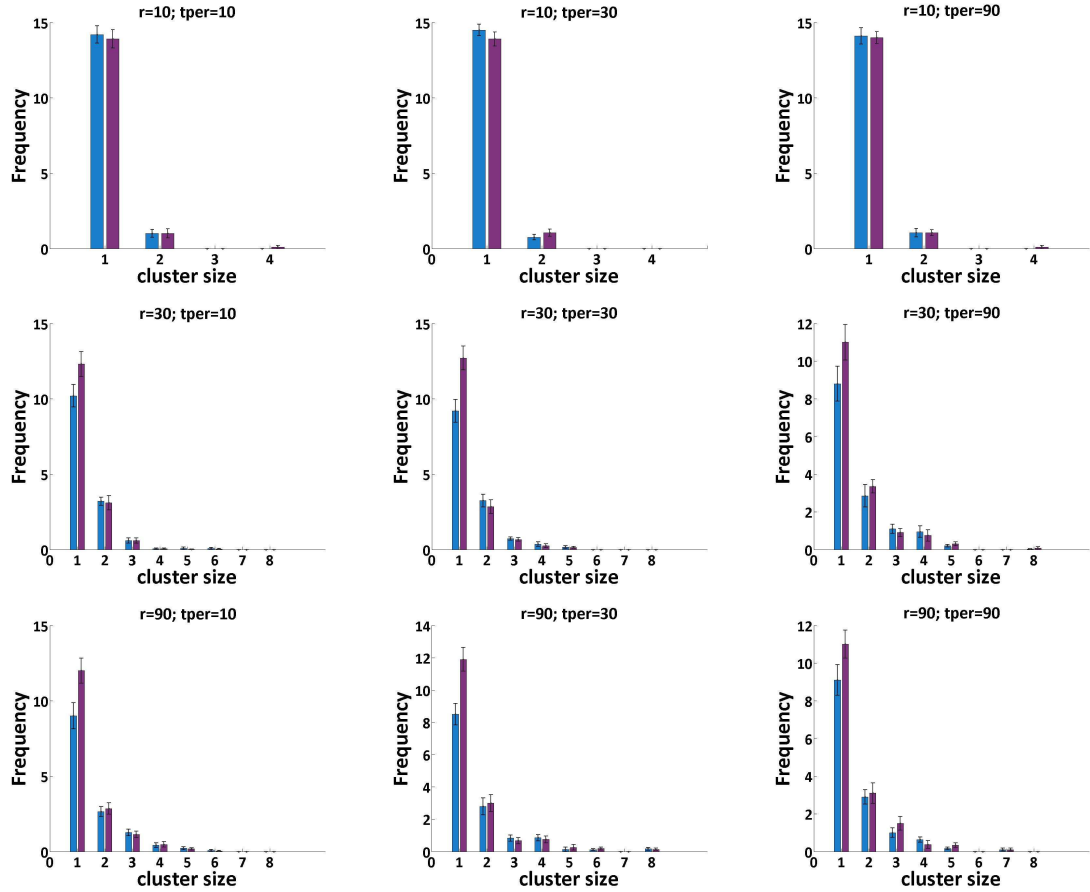 r=10; tper=10
15
10
5
0
Frequency
0 1 2 3 4
cluster size
r=10; tper=30
15
10
5
0
Frequency
0 1 2 3 4
cluster size
r=10; tper=90
15
10
5
0
Frequency
0 1 2 3 4
cluster size
r=30; tper=10
15
10
5
0
Frequency
0 1 2 3 4 5 6 7 8
cluster size
r=30; tper=30
15
10
5
0
Frequency
0 1 2 3 4 5 6 7 8
cluster size
r=30; tper=90
12
10
8
6
4
2
0
Frequency
0 1 2 3 4 5 6 7 8
cluster size
r=90; tper=10
15
10
5
0
Frequency
0 1 2 3 4 5 6 7 8
cluster size
r=90; tper=30
14
12
10
8
6
4
2
0
Frequency
0 1 2 3 4 5 6 7 8
cluster size
r=90; tper=90
12
10
8
6
4
2
0
Frequency
0 1 2 3 4 5 6 7 8
cluster size